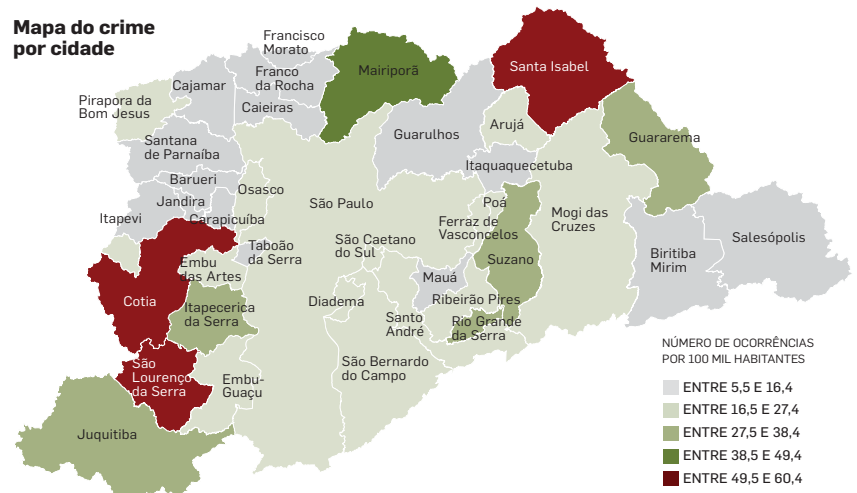 Mapa do crime
por cidade
Francisco
Morato
Mairiporã
Santa Isabel
Cajamar
Franco
da Rocha
Pirapora da
Bom Jesus
Caieiras
Guarulhos
Arujá
Guararema
Santana
de Parnaíba
Itaquaquecetuba
Barueri
Osasco
Jandira
São Paulo
Poá
Mogi das
Cruzes
Itapevi
Carapicuíba
Ferraz de
Vasconcelos
Salesópolis
Taboão
da Serra
São Caetano
do Sul
Biritiba
Mirim
Embu
das Artes
Suzano
Mauá
Cotia
Diadema
Ribeirão Pires
Itapecerica
da Serra
Santo
André
Rio Grande
da Serra
São
Lourenço
da Serra
Embu-
Guaçu
São Bernardo
do Campo
Juquitiba
NÚMERO DE OCORRÊNCIAS
POR 100 MIL HABITANTES
ENTRE 5,5 E 16,4
ENTRE 16,5 E 27,4
ENTRE 27,5 E 38,4
ENTRE 38,5 E 49,4
ENTRE 49,5 E 60,4